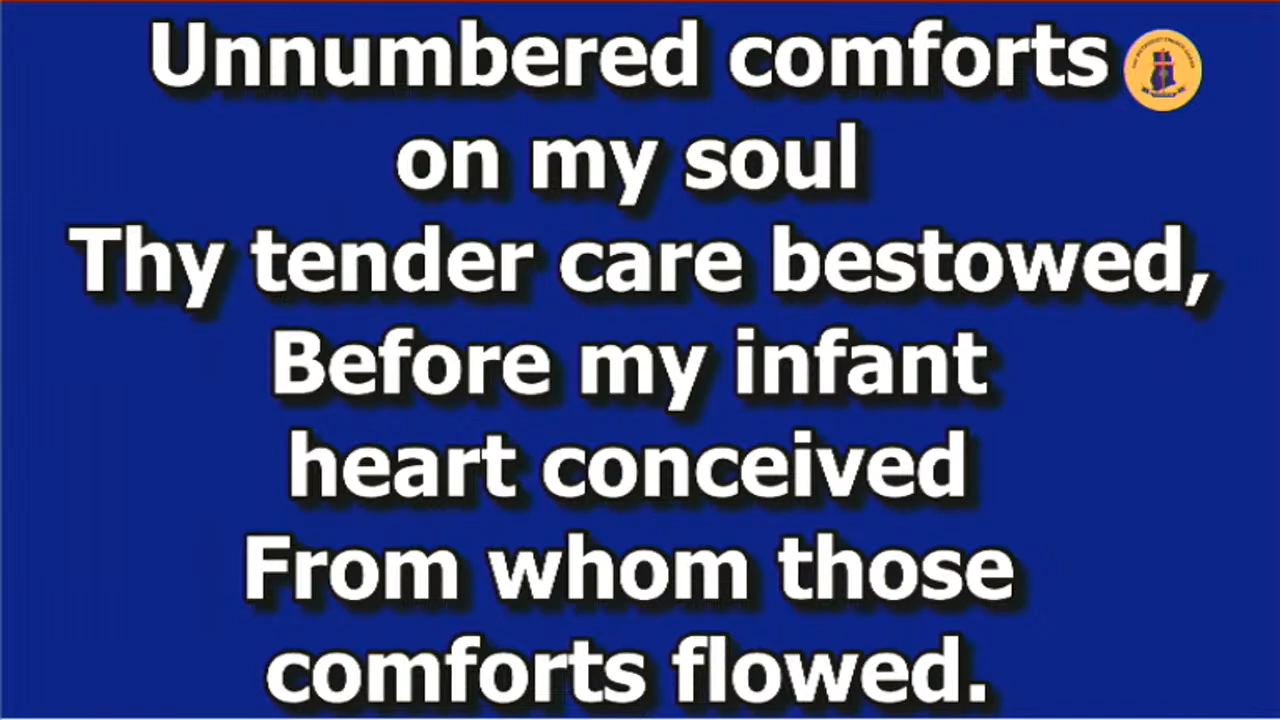 Unnumbered comforts
on my soul
Thy tender care bestowed,
Before my infant
heart conceived
From whom those
comforts flowed.